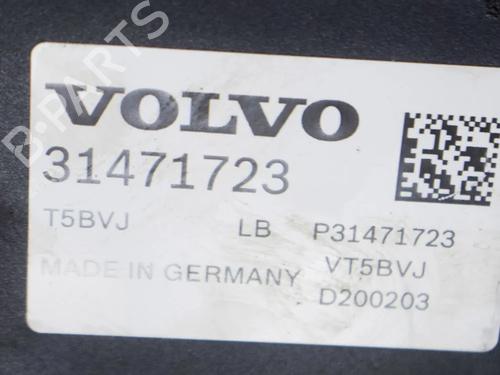 VOLVO
31471723
T5BVJ LB P31471723
MADE IN GERMANY VT5BVJ
D200203
B-PARTS